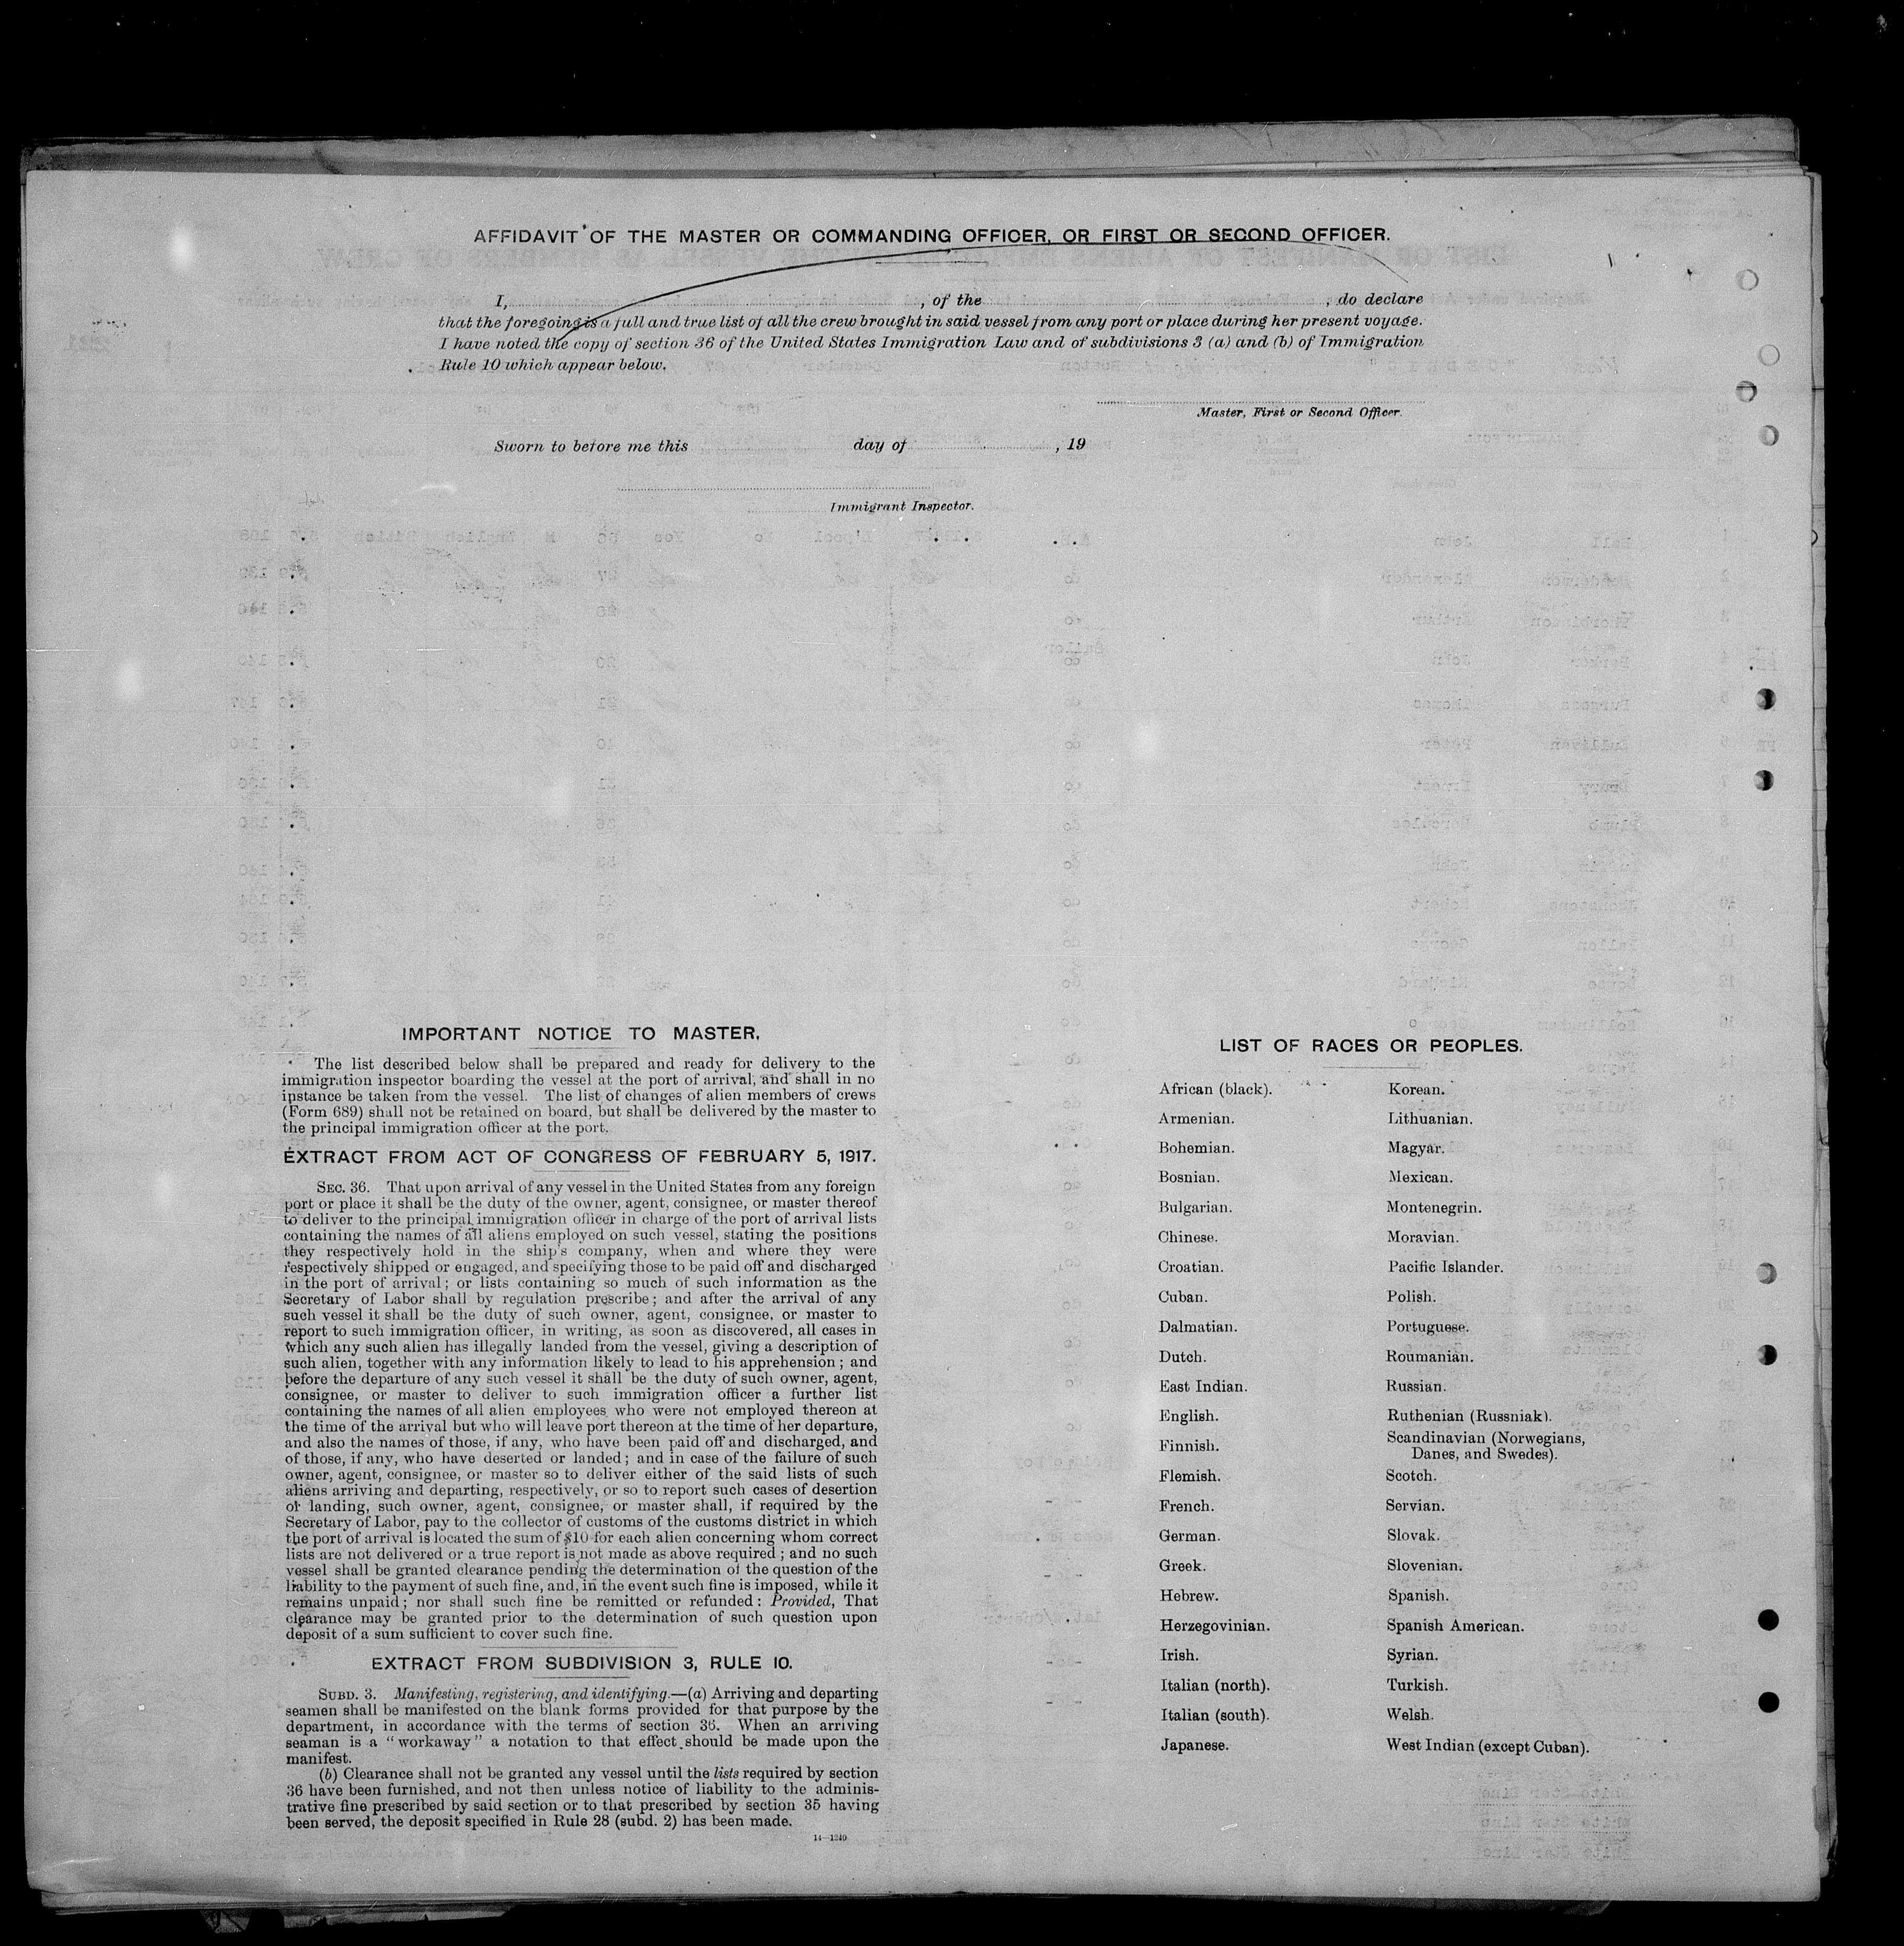 AFFIDAVIT OF THE MASTER OR COMMANDING OFFICER, OR FIRST OR SECOND OFFICER.
I, , of the , do declare
that the foregoing is a full and true list of all the crew brought in said vessel from any port or place during her present voyage.
I have noted the copy of section 36 of the United States Immigration Law and of subdivisions 3 (a) and (b) of Immigration
Rule 10 which appear below.
Master, First or Second Officer.
Sworn to before me this day of , 19
Immigrant Inspector.
IMPORTANT NOTICE TO MASTER.
The list described below shall be prepared and ready for delivery to the
immigration inspector boarding the vessel at the port of arrival, and shall in no
instance be taken from the vessel. The list of changes of alien members of crews
(Form 689) shall not be retained on board, but shall be delivered by the master to
the principal immigration officer at the port.
EXTRACT FROM ACT OF CONGRESS OF FEBRUARY 5, 1917.
SEC. 36. That upon arrival of any vessel in the United States from any foreign
port or place it shall be the duty of the owner, agent, consignee, or master thereof
to deliver to the principal immigration officer in charge of the port of arrival lists
containing the names of all aliens employed on such vessel, stating the positions
they respectively hold in the ship's company, when and where they were
respectively shipped or engaged, and specifying those to be paid off and discharged
in the port of arrival; or lists containing so much of such information as the
Secretary of Labor shall by regulation prescribe; and after the arrival of any
such vessel it shall be the duty of such owner, agent, consignee, or master to
report to such immigration officer, in writing, as soon as discovered, all cases in
which any such alien has illegally landed from the vessel, giving a description of
such alien, together with any information likely to lead to his apprehension; and
before the departure of any such vessel it shall be the duty of such owner, agent,
consignee, or master to deliver to such immigration officer a further list
containing the names of all alien employees who were not employed thereon at
the time of the arrival but who will leave port thereon at the time of her departure,
and also the names of those, if any, who have been paid off and discharged, and
of those, if any, who have deserted or landed; and in case of the failure of such
owner, agent, consignee, or master so to deliver either of the said lists of such
aliens arriving and departing, respectively, or so to report such cases of desertion
or landing, such owner, agent, consignee, or master shall, if required by the
Secretary of Labor, pay to the collector of customs of the customs district in which
the port of arrival is located the sum of $10 for each alien concerning whom correct
lists are not delivered or a true report is not made as above required; and no such
vessel shall be granted clearance pending the determination of the question of the
liability to the payment of such fine, and, in the event such fine is imposed, while it
remains unpaid; nor shall such fine be remitted or refunded: Provided, That
clearance may be granted prior to the determination of such question upon
deposit of a sum sufficient to cover such fine.
EXTRACT FROM SUBDIVISION 3, RULE 10.
SUBD. 3. Manifesting, registering, and identifying.—(a) Arriving and departing
seamen shall be manifested on the blank forms provided for that purpose by the
department, in accordance with the terms of section 36. When an arriving
seaman is a "workaway" a notation to that effect should be made upon the
manifest.
(b) Clearance shall not be granted any vessel until the lists required by section
36 have been furnished, and not then unless notice of liability to the adminis-
trative fine prescribed by said section or to that prescribed by section 35 having
been served, the deposit specified in Rule 28 (subd. 2) has been made.
14—1240
LIST OF RACES OR PEOPLES.
African (black).
Armenian.
Bohemian.
Bosnian.
Bulgarian.
Chinese.
Croatian.
Cuban.
Dalmatian.
Dutch.
East Indian.
English.
Finnish.
Flemish.
French.
German.
Greek.
Hebrew.
Herzegovinian.
Irish.
Italian (north).
Italian (south).
Japanese.
Korean.
Lithuanian.
Magyar.
Mexican.
Montenegrin.
Moravian.
Pacific Islander.
Polish.
Portuguese.
Roumanian.
Russian.
Ruthenian (Russniak).
Scandinavian (Norwegians,
Danes, and Swedes).
Scotch.
Servian.
Slovak.
Slovenian.
Spanish.
Spanish American.
Syrian.
Turkish.
Welsh.
West Indian (except Cuban).